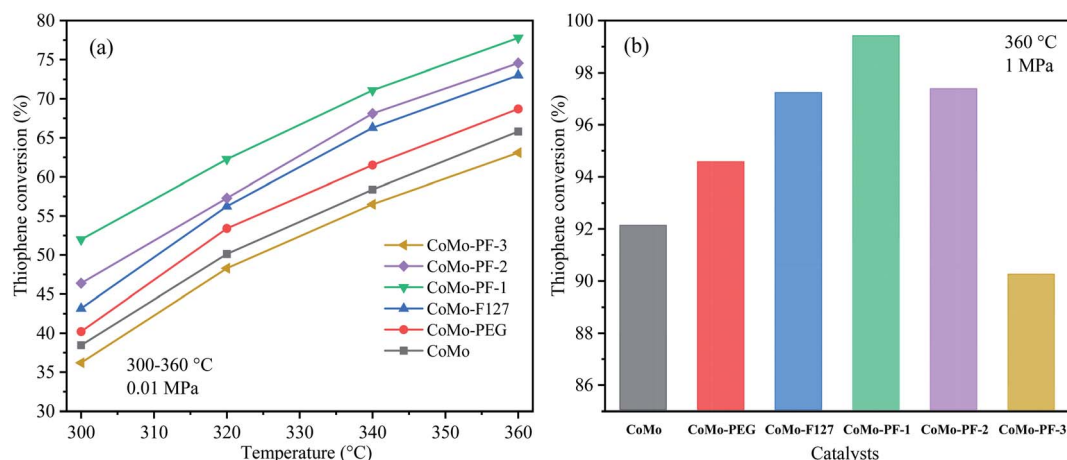 (a)
80
75
70
65
60
55
50
45
40
35
30
Thiophene conversion (%)
CoMo-PF-3
CoMo-PF-2
CoMo-PF-1
CoMo-F127
CoMo-PEG
CoMo
300-360 °C
0.01 MPa
300 310 320 330 340 350 360
Temperature (°C)
(b)
360 °C
1 MPa
100
98
96
94
92
90
88
86
Thiophene conversion (%)
CoMo CoMo-PEG CoMo-F127 CoMo-PF-1 CoMo-PF-2 CoMo-PF-3
Catalysts